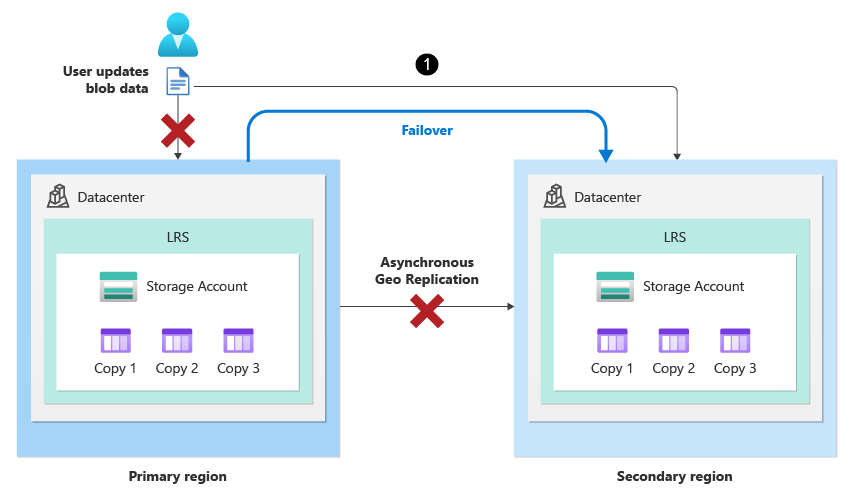 1
User updates
blob data
Failover
Datacenter
LRS
Storage Account
Copy 1 Copy 2 Copy 3
Primary region
Asynchronous
Geo Replication
Datacenter
LRS
Storage Account
Copy 1 Copy 2 Copy 3
Secondary region